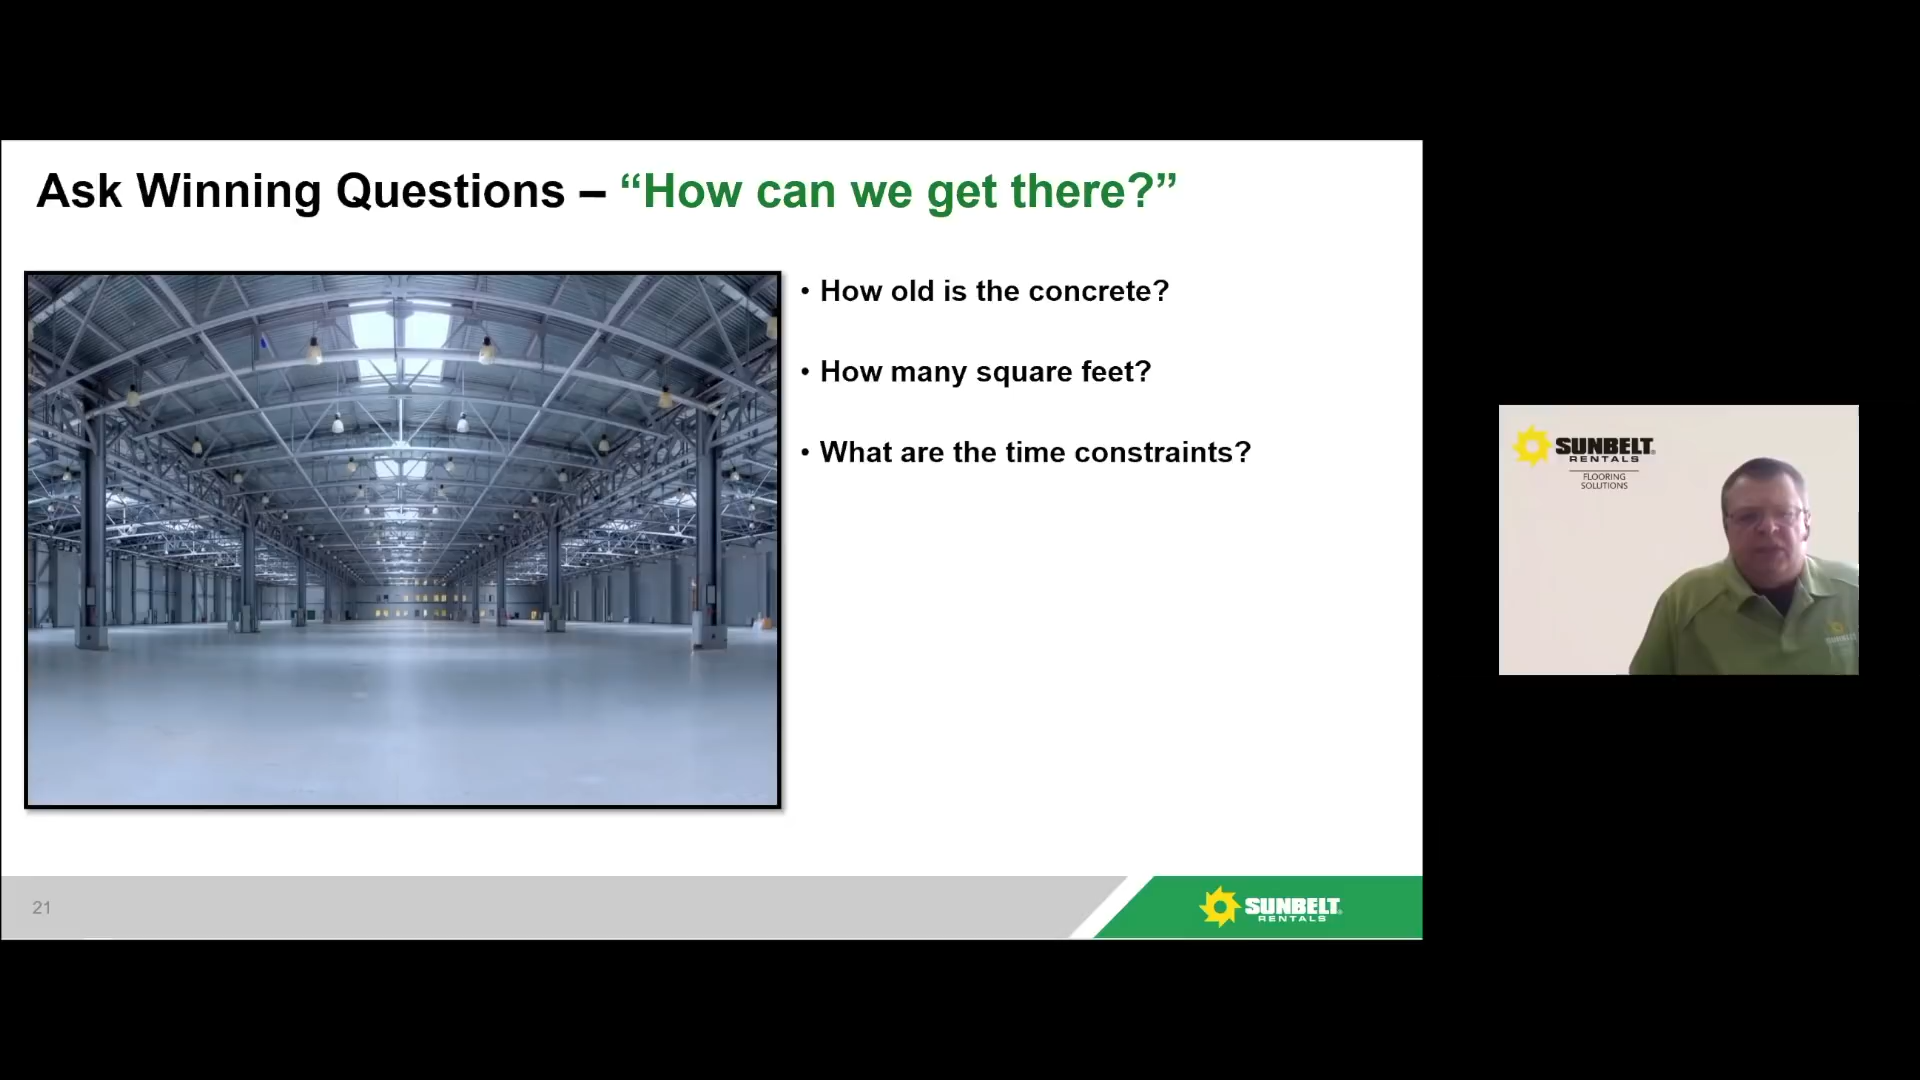 Ask Winning Questions – “How can we get there?”
• How old is the concrete?
• How many square feet?
• What are the time constraints?
21
SUNBELT
RENTALS
SUNBELT
RENTALS
FLOORING
SOLUTIONS